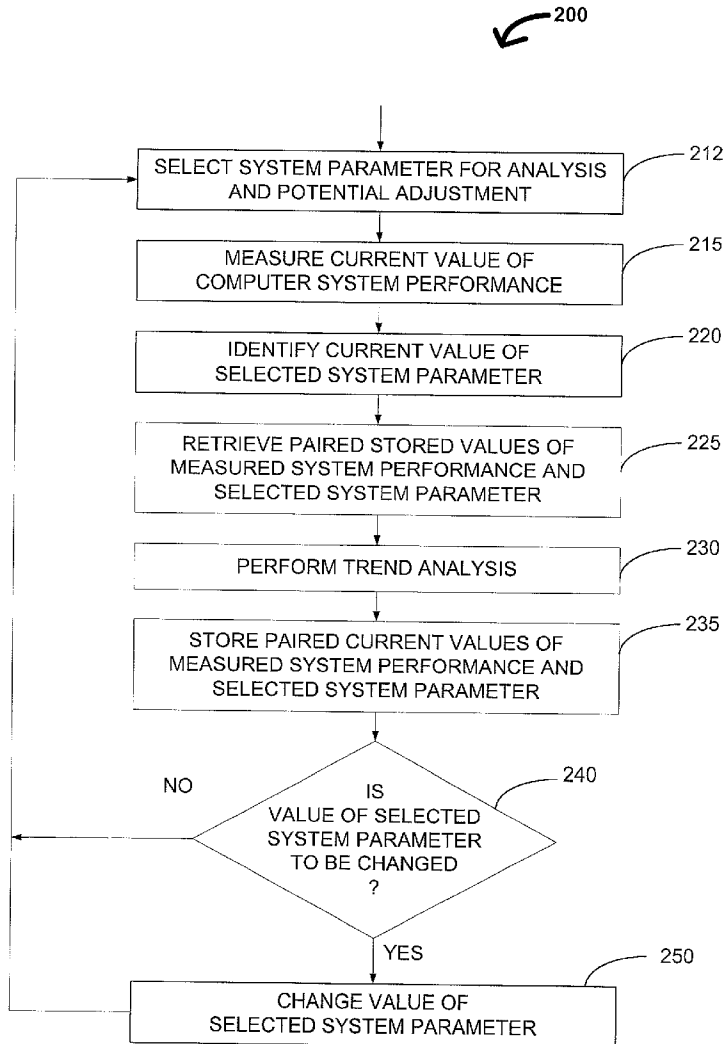 200
SELECT SYSTEM PARAMETER FOR ANALYSIS
AND POTENTIAL ADJUSTMENT
212
MEASURE CURRENT VALUE OF
COMPUTER SYSTEM PERFORMANCE
215
IDENTIFY CURRENT VALUE OF
SELECTED SYSTEM PARAMETER
220
RETRIEVE PAIRED STORED VALUES OF
MEASURED SYSTEM PERFORMANCE AND
SELECTED SYSTEM PARAMETER
225
PERFORM TREND ANALYSIS
230
STORE PAIRED CURRENT VALUES OF
MEASURED SYSTEM PERFORMANCE AND
SELECTED SYSTEM PARAMETER
235
NO
IS
VALUE OF SELECTED
SYSTEM PARAMETER
TO BE CHANGED
?
240
YES
CHANGE VALUE OF
SELECTED SYSTEM PARAMETER
250